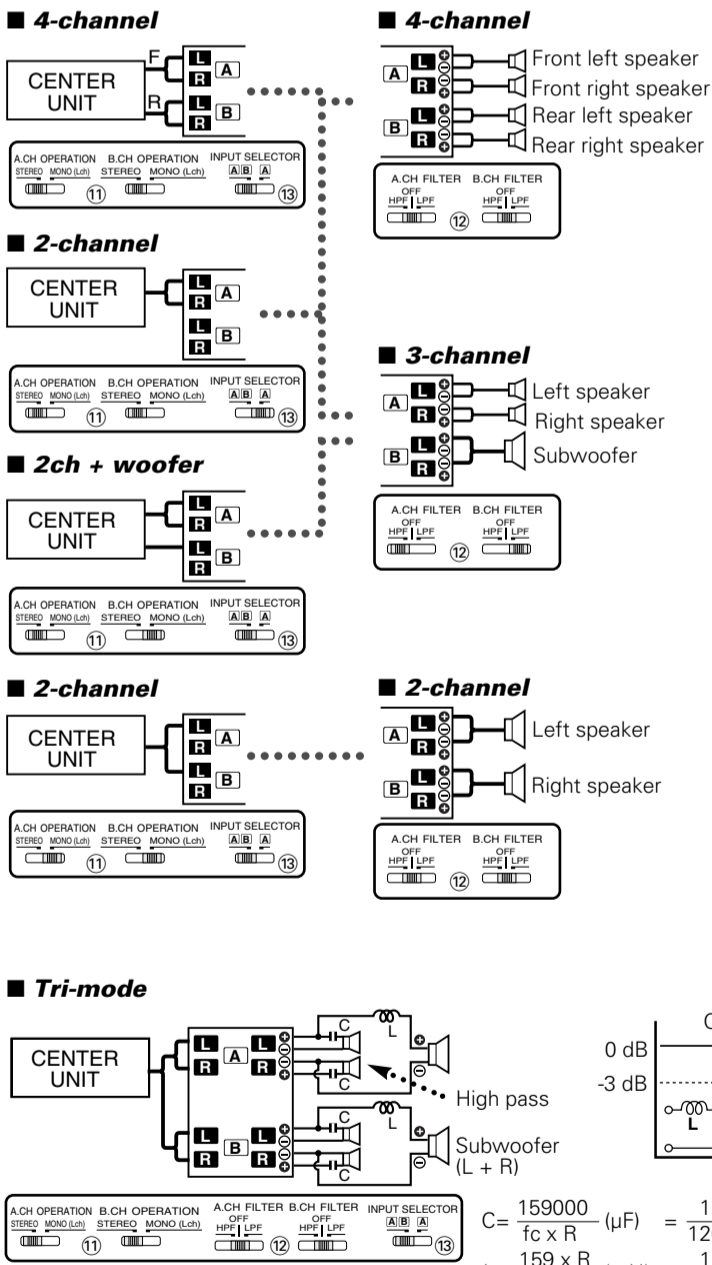 ■ 4-channel
CENTER UNIT
F
R
L
R
A
L
R
B
A.CH OPERATION B.CH OPERATION INPUT SELECTOR
STEREO MONO (Lch) STEREO MONO (Lch) A B A
⑪ ⑬
■ 2-channel
CENTER UNIT
L
R
A
L
R
B
A.CH OPERATION B.CH OPERATION INPUT SELECTOR
STEREO MONO (Lch) STEREO MONO (Lch) A B A
⑪ ⑬
■ 2ch + woofer
CENTER UNIT
L
R
A
L
R
B
A.CH OPERATION B.CH OPERATION INPUT SELECTOR
STEREO MONO (Lch) STEREO MONO (Lch) A B A
⑪ ⑬
■ 2-channel
CENTER UNIT
L
R
A
L
R
B
A.CH OPERATION B.CH OPERATION INPUT SELECTOR
STEREO MONO (Lch) STEREO MONO (Lch) A B A
⑪ ⑬
■ 4-channel
A
L
R
B
L
R
Front left speaker
Front right speaker
Rear left speaker
Rear right speaker
A.CH FILTER B.CH FILTER
OFF OFF
HPF LPF HPF LPF
⑫
■ 3-channel
A
L
R
B
L
R
Left speaker
Right speaker
Subwoofer
A.CH FILTER B.CH FILTER
OFF OFF
HPF LPF HPF LPF
⑫
■ 2-channel
A
L
R
B
L
R
Left speaker
Right speaker
A.CH FILTER B.CH FILTER
OFF OFF
HPF LPF HPF LPF
⑫
■ Tri-mode
CENTER UNIT
L A L
R R
L B L
R R
C
L
C
High pass
C
L
C
Subwoofer
(L + R)
0 dB
-3 dB
L
A.CH OPERATION B.CH OPERATION A.CH FILTER B.CH FILTER INPUT SELECTOR
OFF OFF
STEREO MONO (Lch) STEREO MONO (Lch) HPF LPF HPF LPF A B A
⑪ ⑫ ⑬
C= 159000 (µF) =
fc x R
159 x R